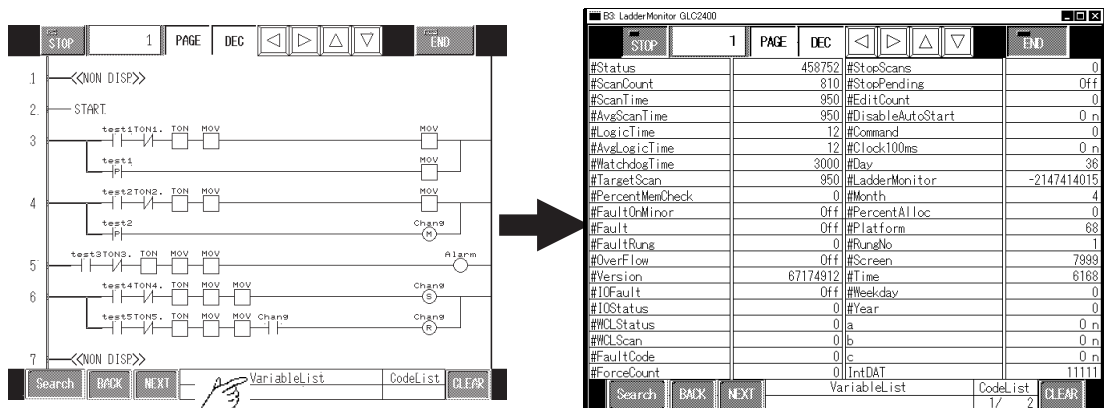 STOP 1 PAGE DEC END
1 <<NON DISP>>
2 START
test1TON1. TON MOV MOV
3
test1 MOV
P
test2TON2. TON MOV MOV
4
test2 Chang
P M
test3TON3. TON MOV MOV Alarm
5
test4TON4. TON MOV MOV Chang
6 S
test5TON5. TON MOV MOV Chang Chang
R
7 <<NON DISP>>
Search BACK NEXT VariableList CodeList CLEAR
B3: LadderMonitor GLC2400
STOP 1 PAGE DEC END
#Status 458752 #StopScans 0
#ScanCount 810 #StopPending Off
#ScanTime 950 #EditCount 0
#AvgScanTime 950 #DisableAutoStart 0 n
#LogicTime 12 #Command 0
#AvgLogicTime 12 #Clock100ms 0 n
#WatchdogTime 3000 #Day 36
#TargetScan 950 #LadderMonitor -2147414015
#PercentMemCheck 0 #Month 4
#FaultOnMinor Off #PercentAlloc 0
#Fault Off #Platform 68
#FaultRung 0 #RungNo 1
#OverFlow Off #Screen 7999
#Version 67174912 #Time 6168
#IOFault Off #Weekday 0
#IOStatus 0 #Year 0
#WCLStatus 0 a 0 n
#WCLScan 0 b 0 n
#FaultCode 0 c 0 n
#ForceCount 0 IntDAT 11111
Search BACK NEXT VariableList CodeList CLEAR
1/ 2